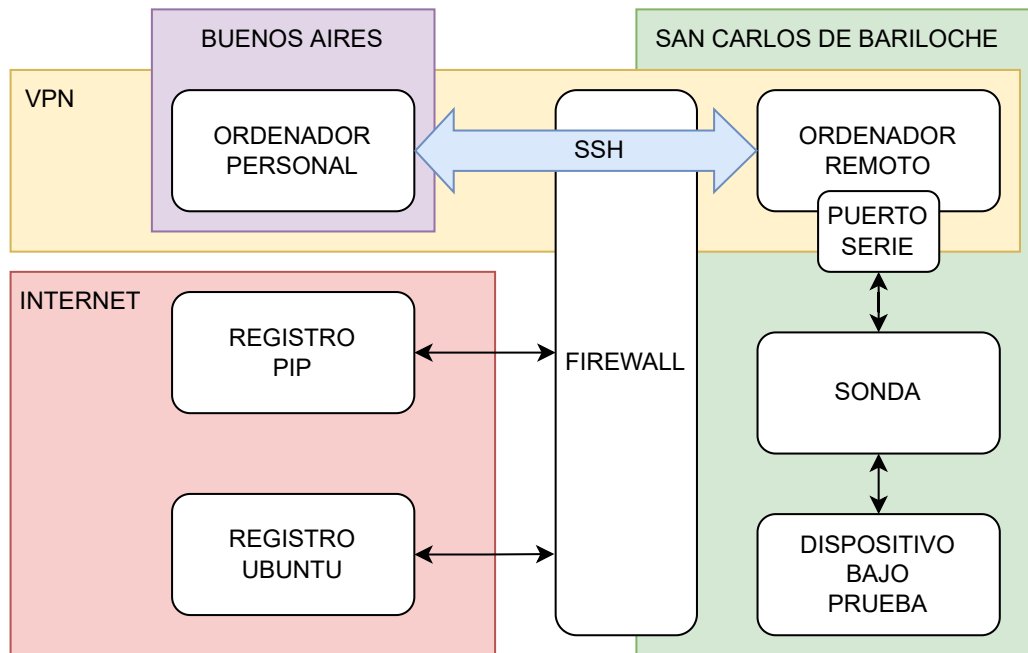 BUENOS AIRES
SAN CARLOS DE BARILOCHE
VPN
ORDENADOR
PERSONAL
SSH
ORDENADOR
REMOTO
PUERTO
SERIE
INTERNET
REGISTRO
PIP
FIREWALL
SONDA
REGISTRO
UBUNTU
DISPOSITIVO
BAJO
PRUEBA